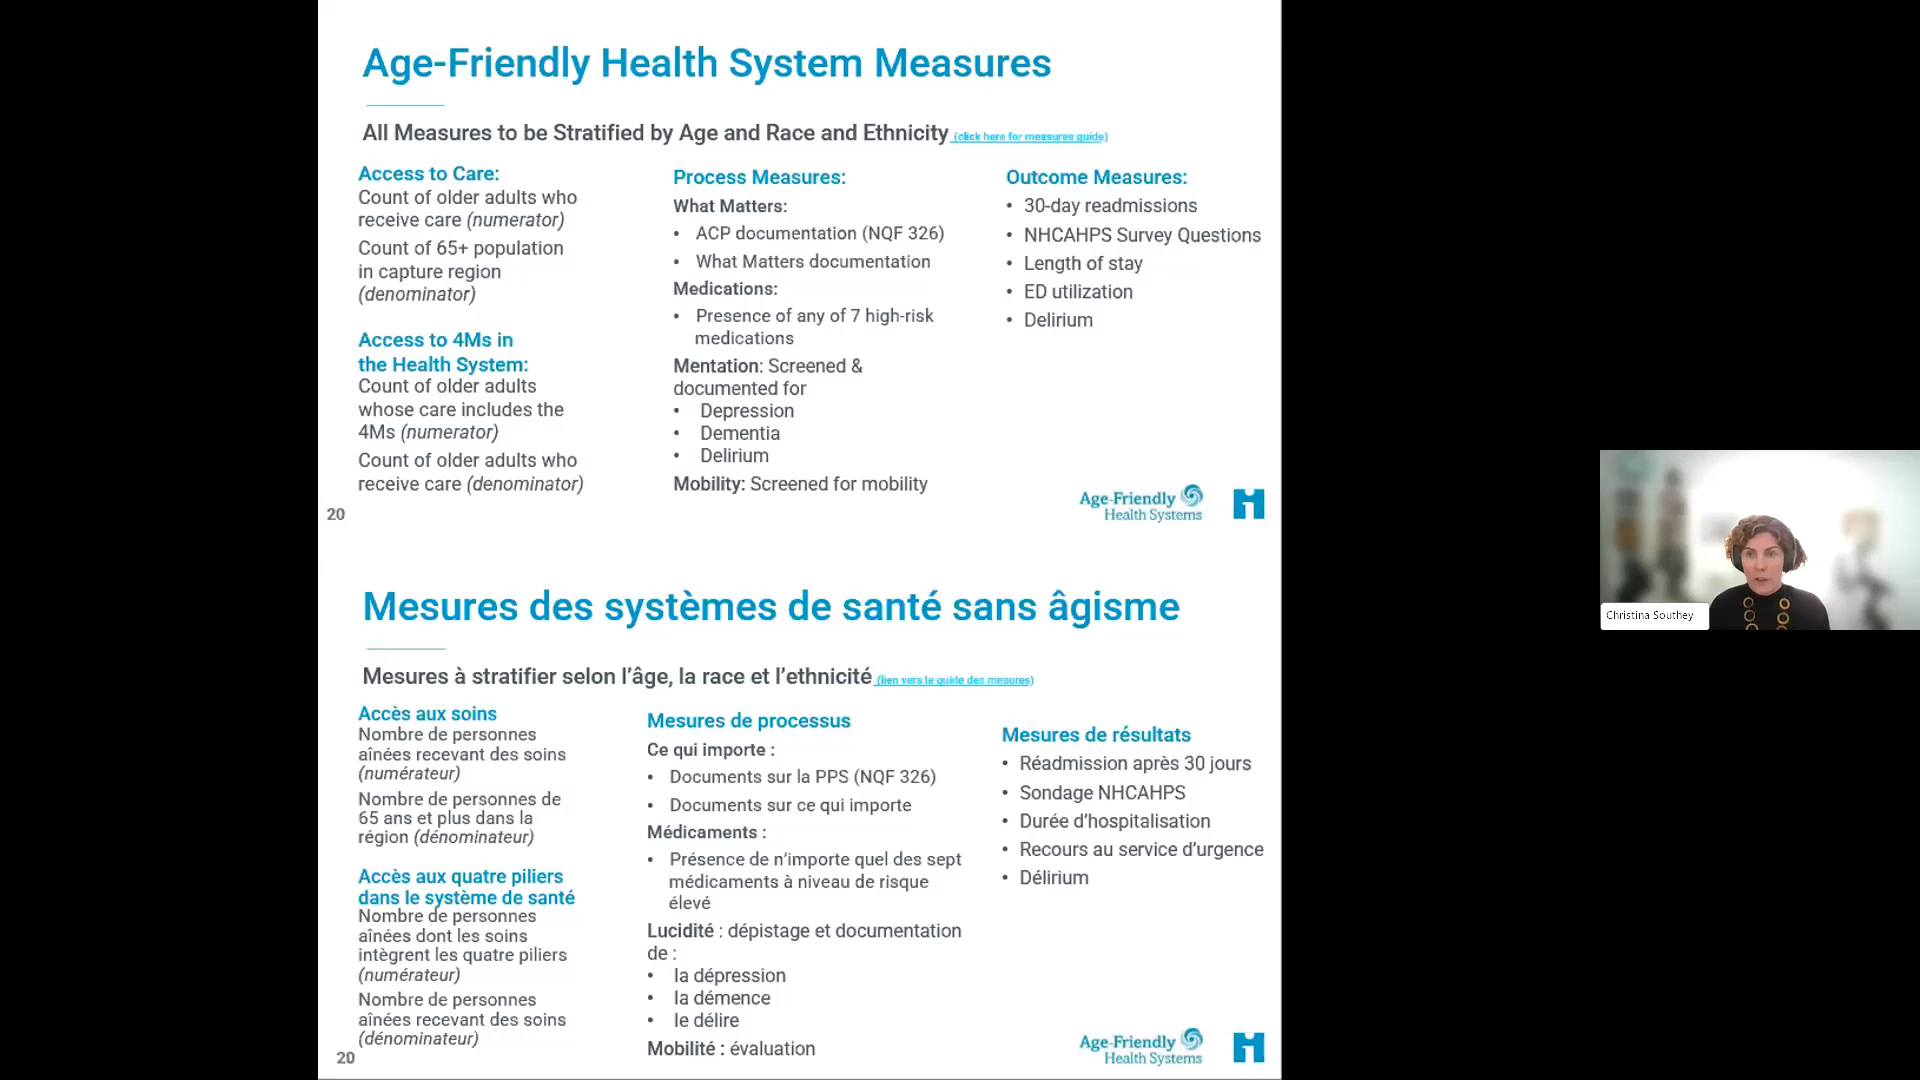 Age-Friendly Health System Measures
All Measures to be Stratified by Age and Race and Ethnicity (click here for measures guide)
Access to Care:
Count of older adults who
receive care (numerator)
Count of 65+ population
in capture region
(denominator)
Access to 4Ms in
the Health System:
Count of older adults
whose care includes the
4Ms (numerator)
Count of older adults who
receive care (denominator)
Process Measures:
What Matters:
• ACP documentation (NQF 326)
• What Matters documentation
Medications:
• Presence of any of 7 high-risk
medications
Mentation: Screened &
documented for
• Depression
• Dementia
• Delirium
Mobility: Screened for mobility
Outcome Measures:
• 30-day readmissions
• NHCAHPS Survey Questions
• Length of stay
• ED utilization
• Delirium
20
Age-Friendly
Health Systems
Mesures des systèmes de santé sans âgisme
Mesures à stratifier selon l’âge, la race et l’ethnicité (lien vers le guide des mesures)
Accès aux soins
Nombre de personnes
aînées recevant des soins
(numérateur)
Nombre de personnes de
65 ans et plus dans la
région (dénominateur)
Accès aux quatre piliers
dans le système de santé
Nombre de personnes
aînées dont les soins
intègrent les quatre piliers
(numérateur)
Nombre de personnes
aînées recevant des soins
(dénominateur)
Mesures de processus
Ce qui importe :
• Documents sur la PPS (NQF 326)
• Documents sur ce qui importe
Médicaments :
• Présence de n’importe quel des sept
médicaments à niveau de risque
élevé
Lucidité : dépistage et documentation
de :
• la dépression
• la démence
• le délire
Mobilité : évaluation
Mesures de résultats
• Réadmission après 30 jours
• Sondage NHCAHPS
• Durée d’hospitalisation
• Recours au service d’urgence
• Délirium
20
Age-Friendly
Health Systems
Christina Southey